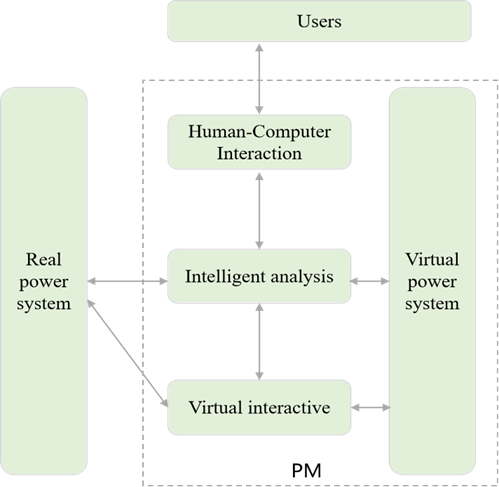 Users
Human-Computer
Interaction
Real
power
system
Intelligent analysis
Virtual
power
system
Virtual interactive
PM